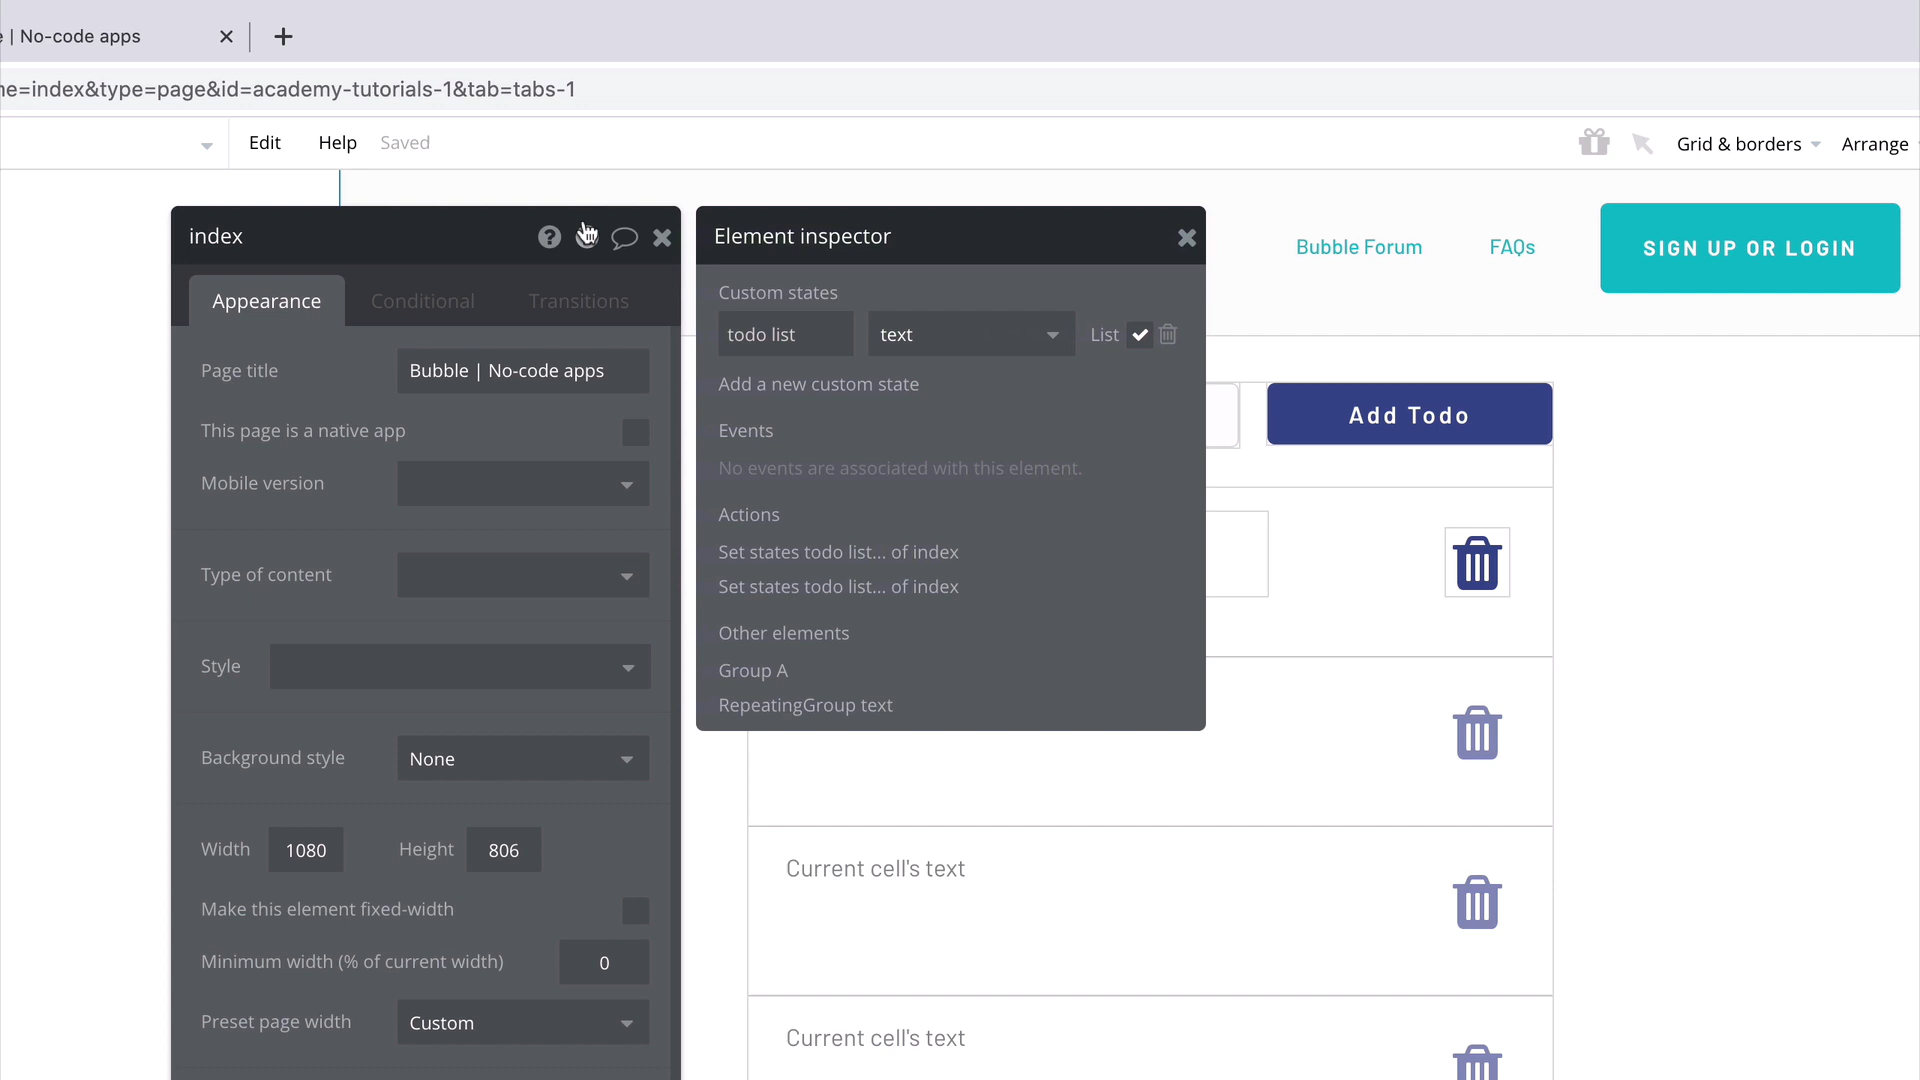 | No-code apps
ne=index&type=page&id=academy-tutorials-1&tab=tabs-1
Edit Help Saved
Grid & borders Arrange
index
Element inspector
Bubble Forum FAQs SIGN UP OR LOGIN
Appearance Conditional Transitions
Custom states
todo list text List
Page title Bubble | No-code apps
Add a new custom state
Add Todo
This page is a native app
Events
No events are associated with this element.
Mobile version
Actions
Set states todo list... of index
Type of content
Set states todo list... of index
Other elements
Style
Group A
RepeatingGroup text
Background style None
Width 1080 Height 806
Current cell's text
Make this element fixed-width
Minimum width (% of current width) 0
Preset page width Custom
Current cell's text